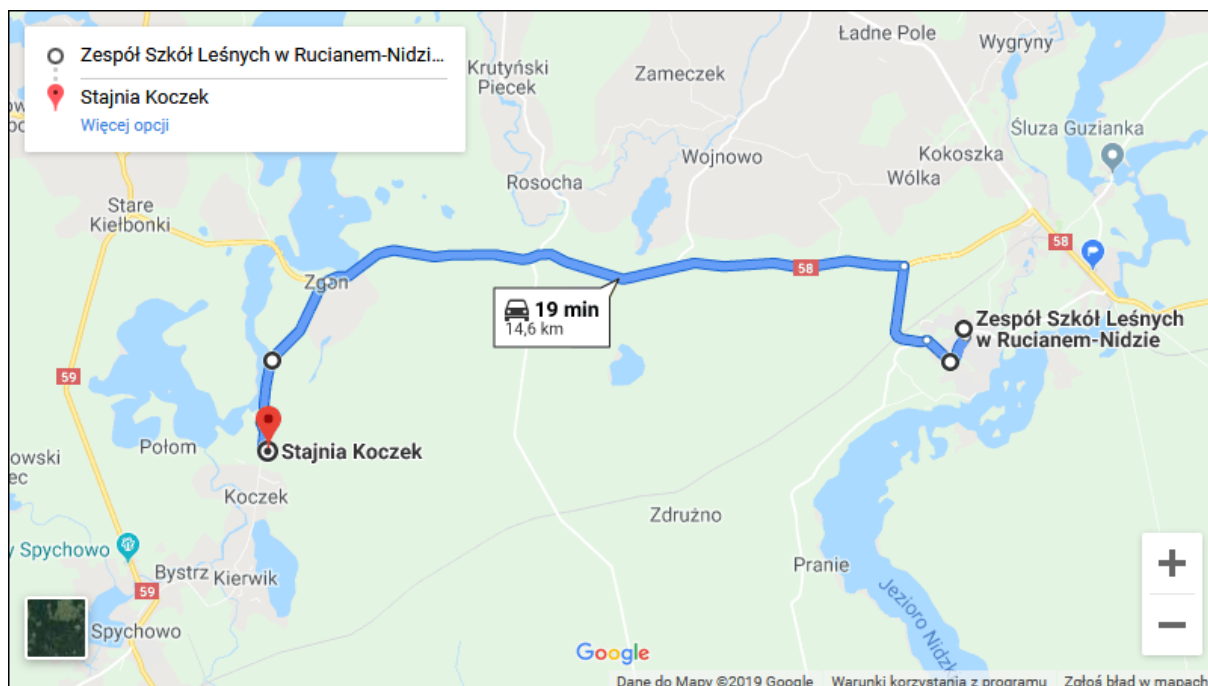 Zespół Szkół Leśnych w Rucianem-Nidzi...
Stajnia Koczek
Więcej opcji
Ładne Pole
Wygryny
Krutyński
Piecek
Zameczek
Śluza Guzianka
Kokoszka
Wojnowo
Wólka
Rosocha
Stare
Kiełbonki
58
Zgon
58
19 min
14,6 km
Zespół Szkół Leśnych
w Rucianem-Nidzie
59
Połom
Stajnia Koczek
owski
ec
Koczek
Zdrużno
y Spychowo
Bystrz
Kierwik
59
Pranie
Spychowo
Jezioro Nidzk
Google
Dane do Mapy ©2019 Google Warunki korzystania z programu Zgłoś błąd w mapach